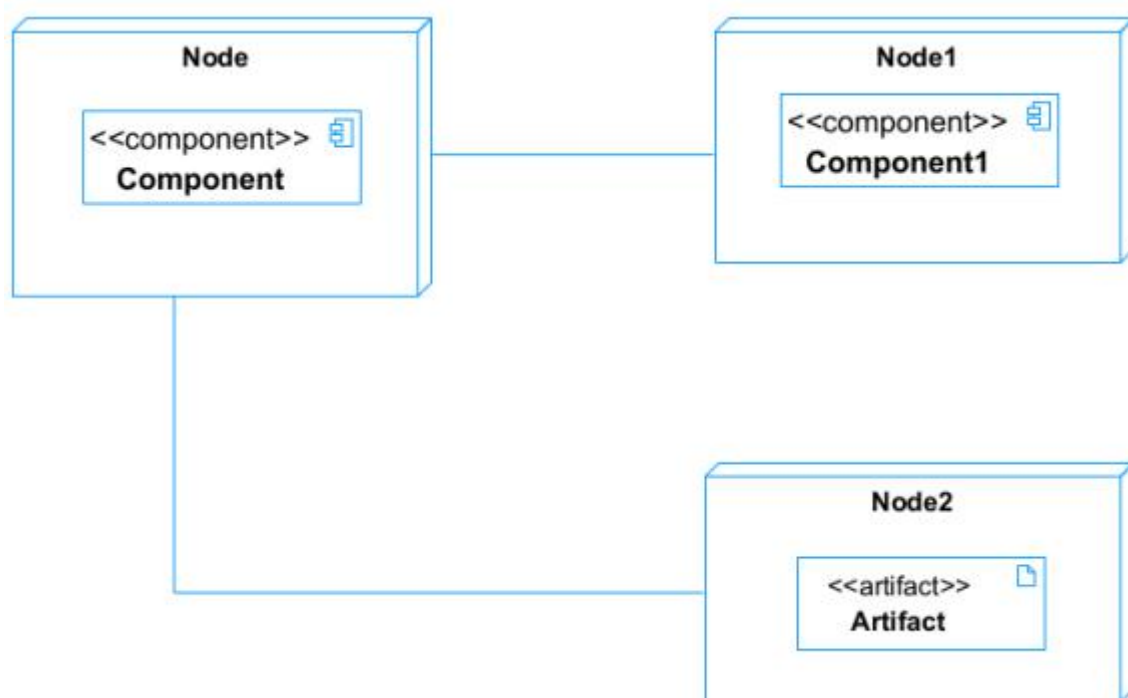 Node
<<component>>
Component
Node1
<<component>>
Component1
Node2
<<artifact>>
Artifact